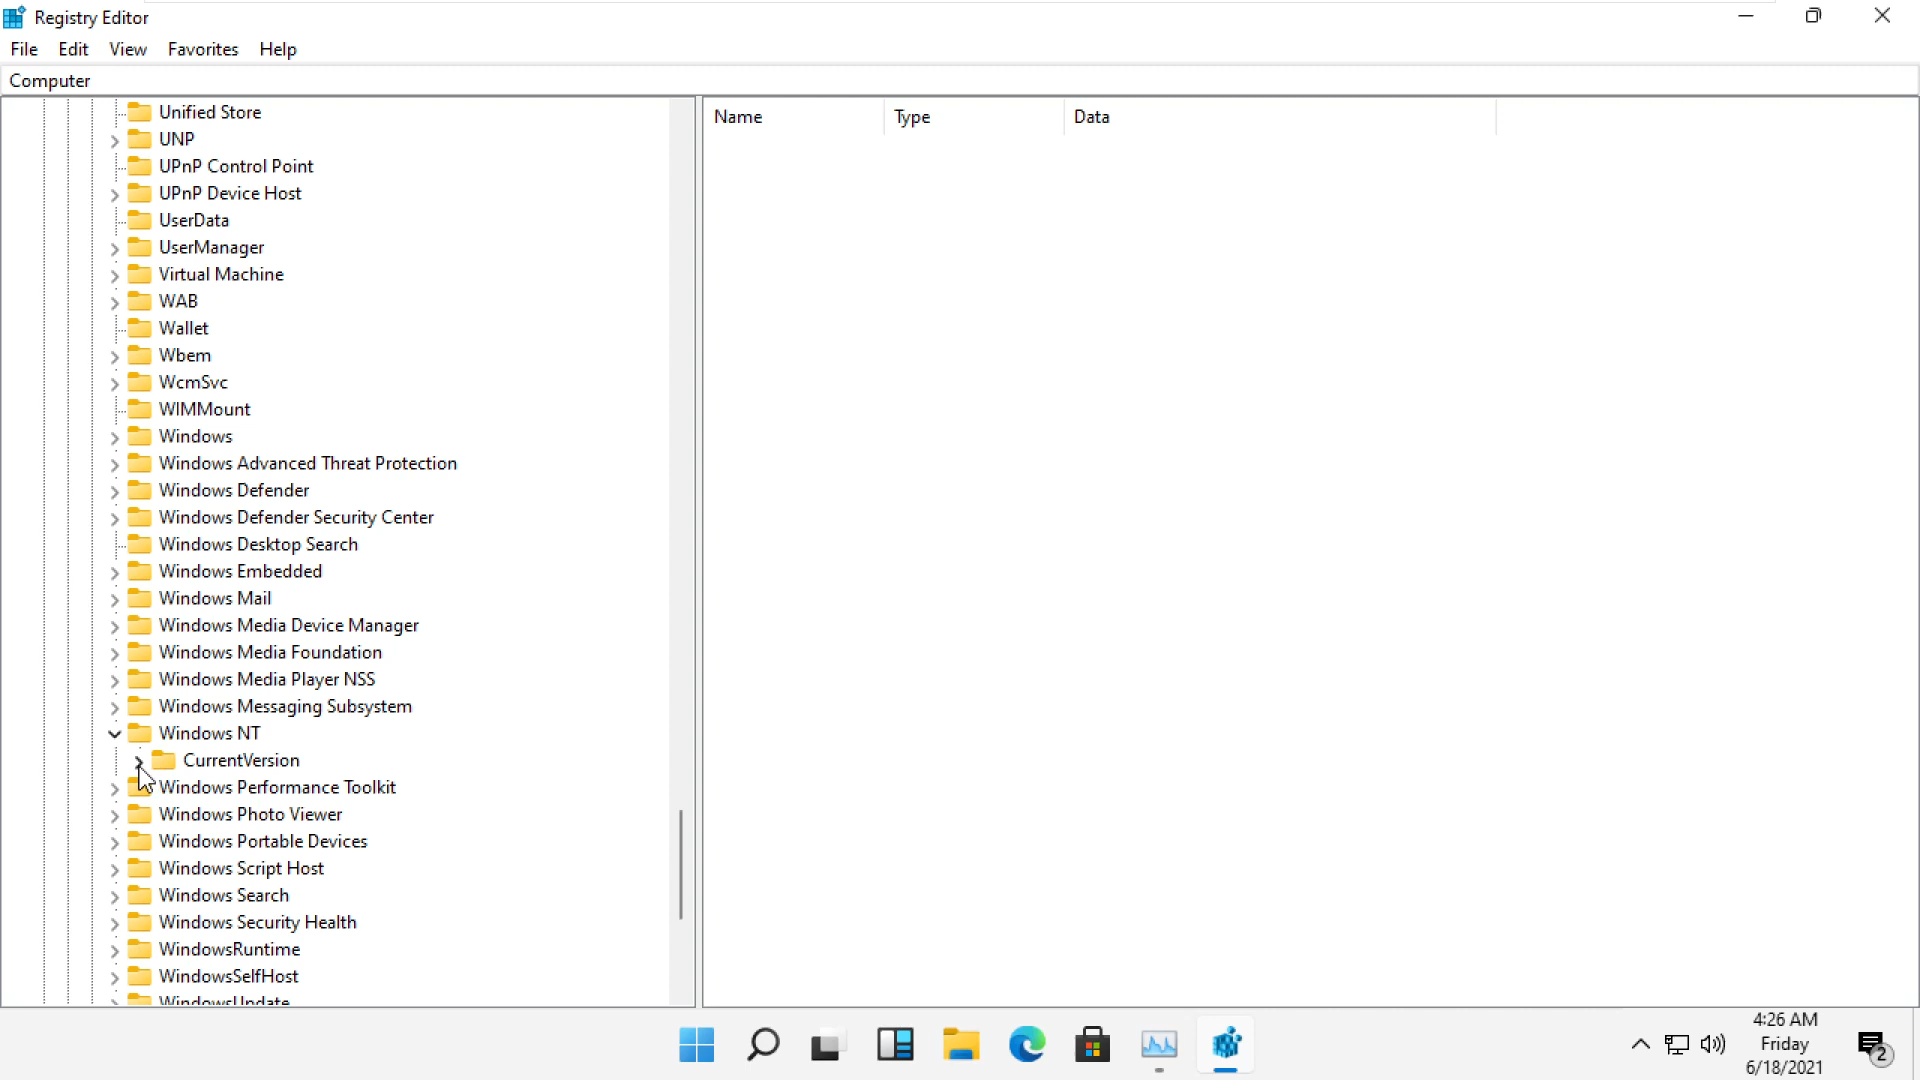 Registry Editor
File Edit View Favorites Help
Computer
Name Type Data
Unified Store
UNP
UPnP Control Point
UPnP Device Host
UserData
UserManager
Virtual Machine
WAB
Wallet
Wbem
WcmSvc
WIMMount
Windows
Windows Advanced Threat Protection
Windows Defender
Windows Defender Security Center
Windows Desktop Search
Windows Embedded
Windows Mail
Windows Media Device Manager
Windows Media Foundation
Windows Media Player NSS
Windows Messaging Subsystem
Windows NT
CurrentVersion
Windows Performance Toolkit
Windows Photo Viewer
Windows Portable Devices
Windows Script Host
Windows Search
Windows Security Health
WindowsRuntime
WindowsSelfHost
WindowsUpdate
4:26 AM
Friday
6/18/2021
2